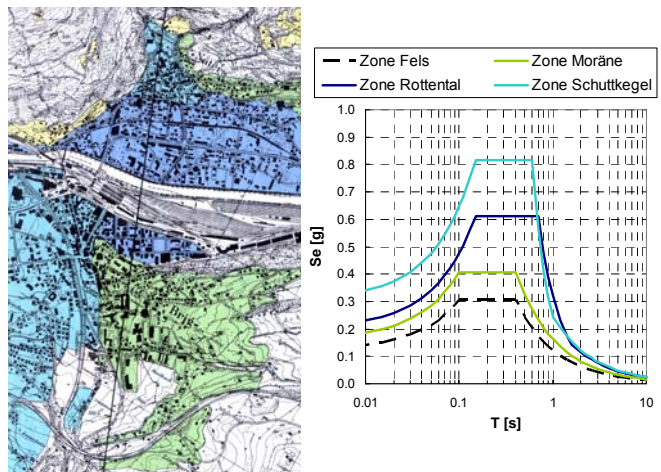 Zone Fels
Zone Moräne
Zone Rottental
Zone Schuttkegel
1.0
0.9
0.8
0.7
0.6
0.5
0.4
0.3
0.2
0.1
0.0
Se [g]
0.01
0.1
1
10
T [s]